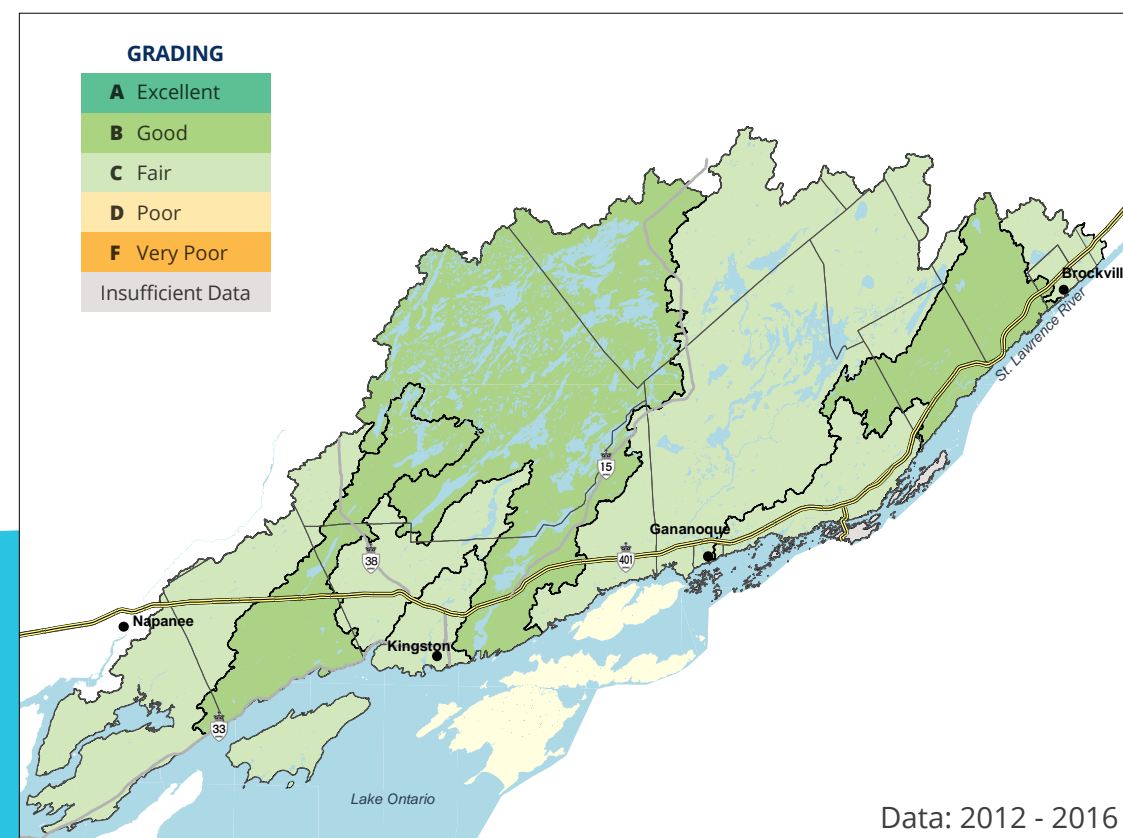 GRADING
A Excellent
B Good
C Fair
D Poor
F Very Poor
Insufficient Data
Brockvill
St. Lawrence River
15
Gananoque
401
38
Napanee
Kingston
33
Lake Ontario
Data: 2012 - 2016